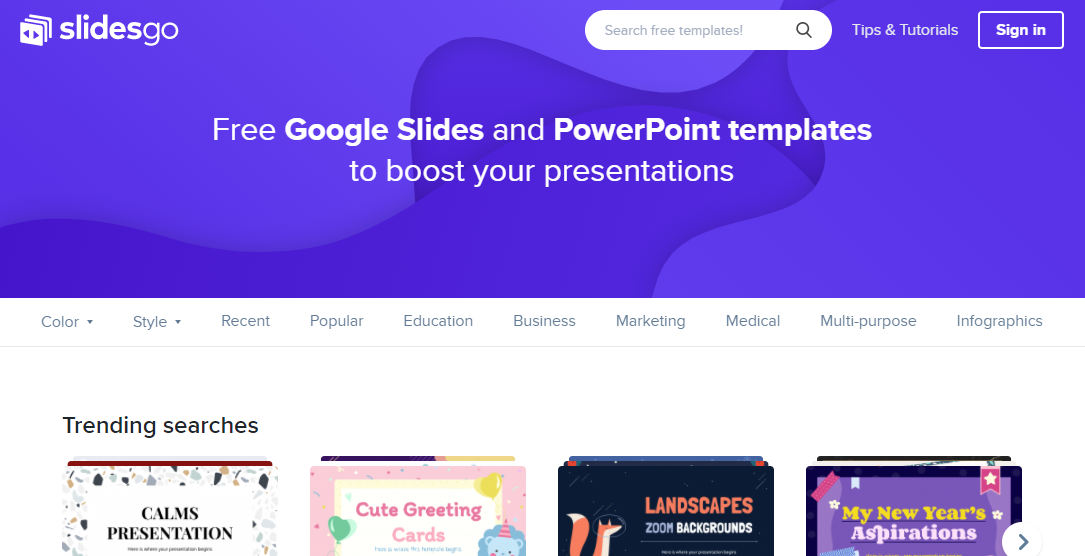 slidesgo
Search free templates!
Tips & Tutorials
Sign in
Free Google Slides and PowerPoint templates
to boost your presentations
Color
Style
Recent
Popular
Education
Business
Marketing
Medical
Multi-purpose
Infographics
Trending searches
CALMS
PRESENTATION
Here is where your presentation begins
Cute Greeting
Cards
LANDSCAPES
ZOOM BACKGROUNDS
My New Year's
Aspirations
Here is where your presentation begins